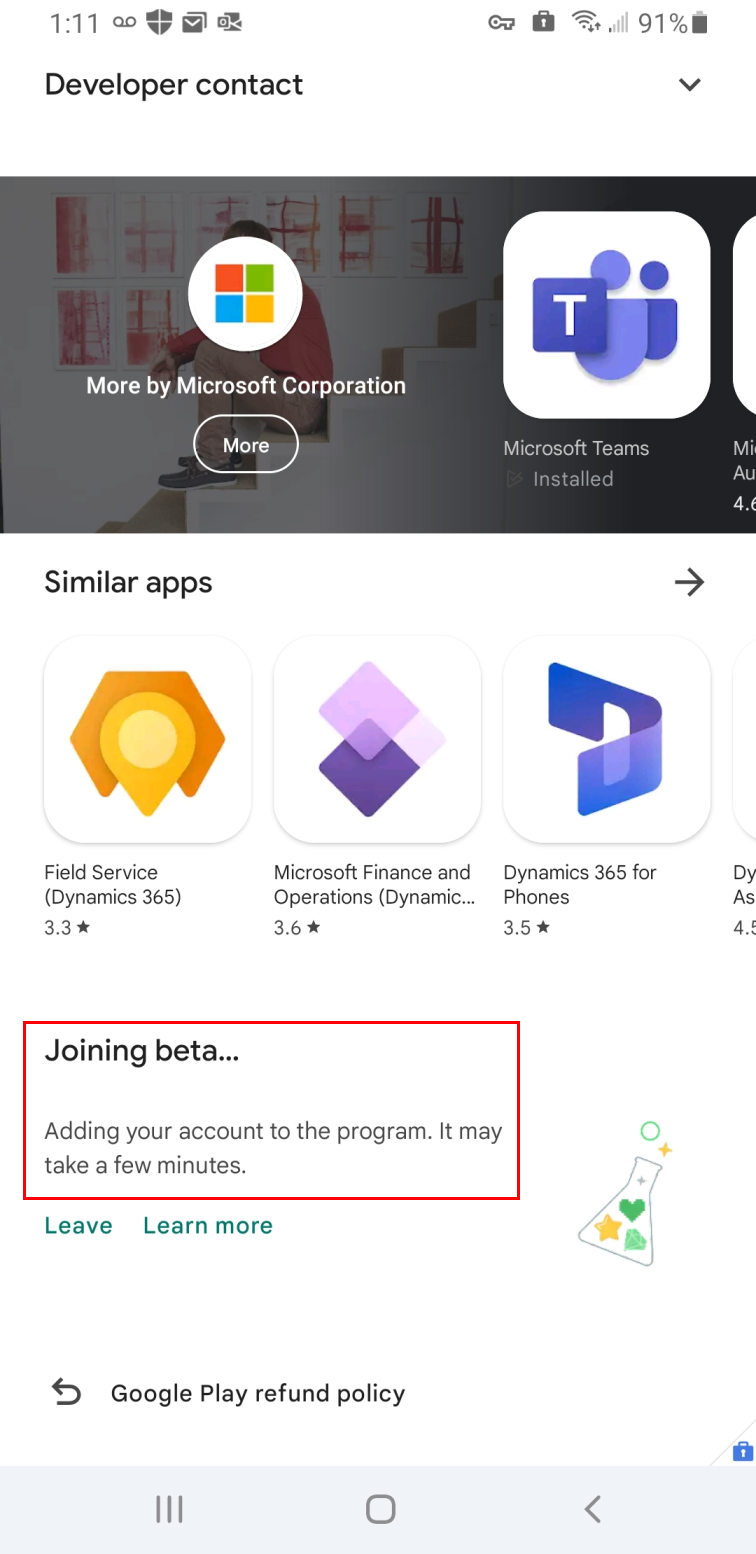 1:11 91%
Developer contact
More by Microsoft Corporation
More
T
Microsoft Teams
Installed
Mi
Au
4.6
Similar apps
Field Service
(Dynamics 365)
3.3 ★
Microsoft Finance and
Operations (Dynamic...
3.6 ★
Dynamics 365 for
Phones
3.5 ★
Dy
As
4.5
Joining beta...
Adding your account to the program. It may
take a few minutes.
Leave Learn more
Google Play refund policy